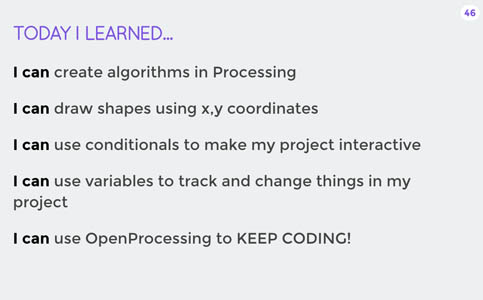 46
TODAY I LEARNED...
I can create algorithms in Processing
I can draw shapes using x,y coordinates
I can use conditionals to make my project interactive
I can use variables to track and change things in my
project
I can use OpenProcessing to KEEP CODING!